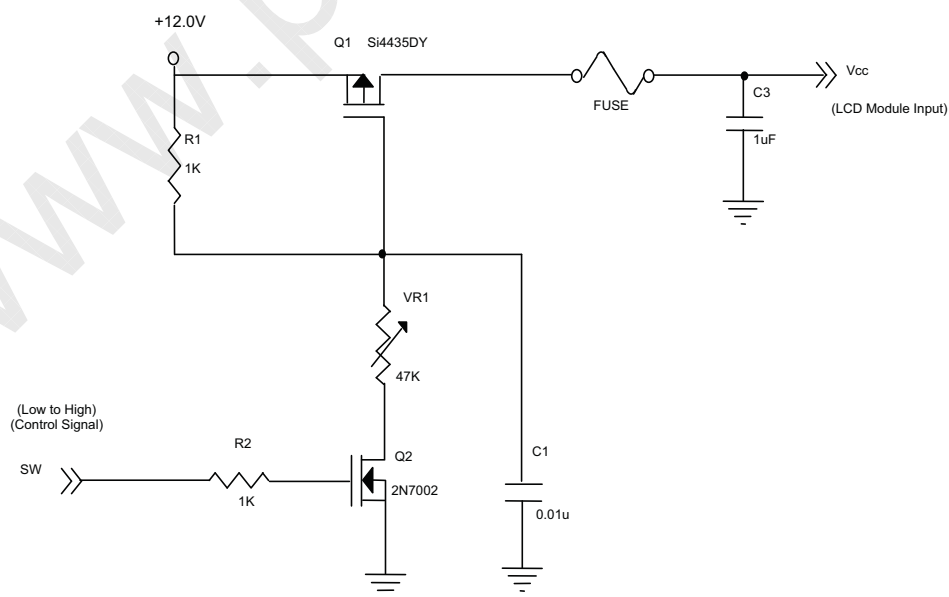 +12.0V
Q1 Si4435DY
Vcc
FUSE
C3
(LCD Module Input)
R1
1uF
1K
VR1
47K
(Low to High)
(Control Signal)
R2
Q2
C1
SW
2N7002
1K
0.01u